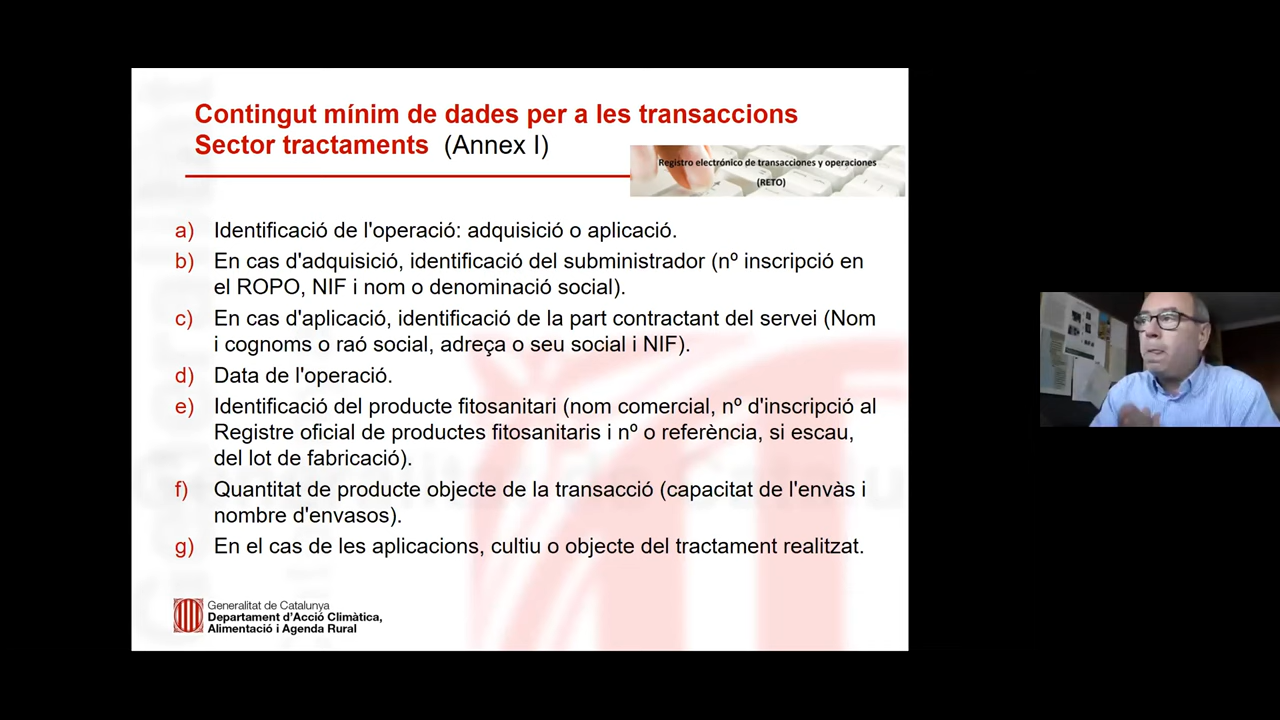 Contingut mínim de dades per a les transaccions
Sector tractaments (Annex I)
Registro electrónico de transacciones y operaciones
(RETO)
a) Identificació de l'operació: adquisició o aplicació.
b) En cas d'adquisició, identificació del subministrador (nº inscripció en
el ROPO, NIF i nom o denominació social).
c) En cas d'aplicació, identificació de la part contractant del servei (Nom
i cognoms o raó social, adreça o seu social i NIF).
d) Data de l'operació.
e) Identificació del producte fitosanitari (nom comercial, nº d'inscripció al
Registre oficial de productes fitosanitaris i nº o referència, si escau,
del lot de fabricació).
f) Quantitat de producte objecte de la transacció (capacitat de l'envàs i
nombre d'envasos).
g) En el cas de les aplicacions, cultiu o objecte del tractament realitzat.
Generalitat de Catalunya
Departament d'Acció Climàtica,
Alimentació i Agenda Rural